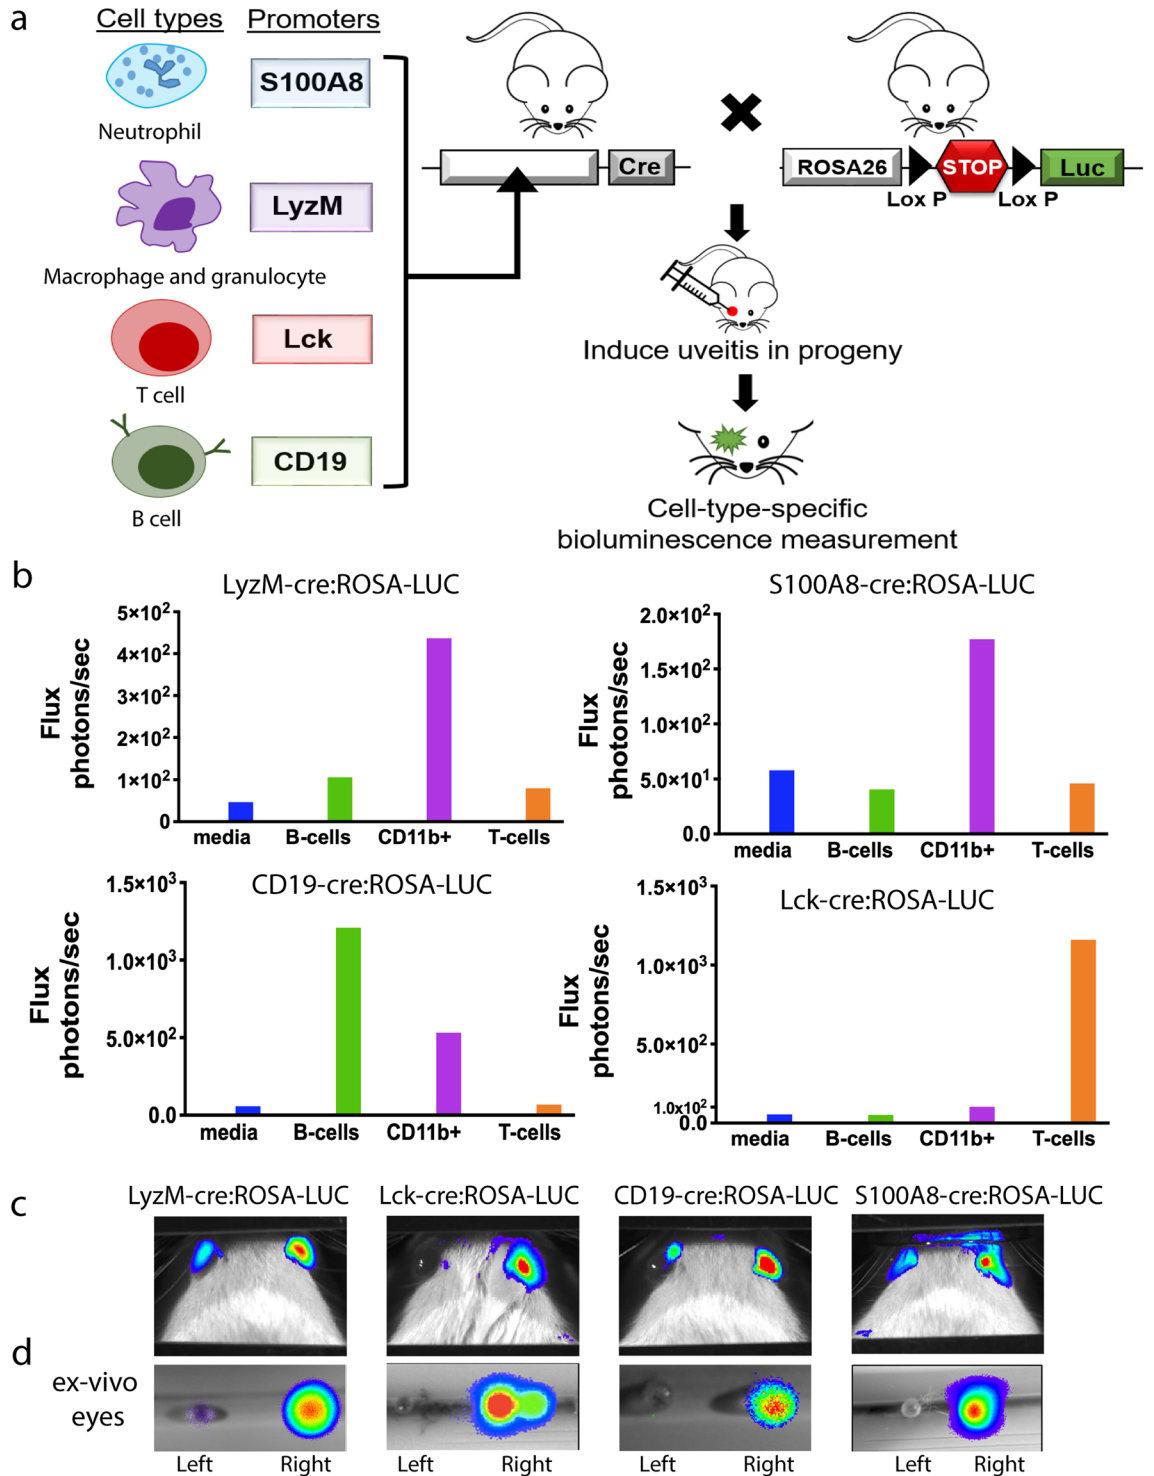 a
Cell types
Promoters
Neutrophil
S100A8
Macrophage and granulocyte
LyzM
T cell
Lck
B cell
CD19
Cre
ROSA26
STOP
Luc
Lox P
Lox P
Induce uveitis in progeny
Cell-type-specific
bioluminescence measurement
b
LyzM-cre:ROSA-LUC
Flux
photons/sec
5×10²
4×10²
3×10²
2×10²
1×10²
0
media
B-cells
CD11b+
T-cells
S100A8-cre:ROSA-LUC
Flux
photons/sec
2.0×10²
1.5×10²
1.0×10²
5.0×10¹
0.0
media
B-cells
CD11b+
T-cells
CD19-cre:ROSA-LUC
Flux
photons/sec
1.5×10³
1.0×10³
5.0×10²
0.0
media
B-cells
CD11b+
T-cells
Lck-cre:ROSA-LUC
Flux
photons/sec
1.5×10³
1.0×10³
5.0×10²
1.0x10²
0.0
media
B-cells
CD11b+
T-cells
c
LyzM-cre:ROSA-LUC
Lck-cre:ROSA-LUC
CD19-cre:ROSA-LUC
S100A8-cre:ROSA-LUC
d
ex-vivo
eyes
Left
Right
Left
Right
Left
Right
Left
Right